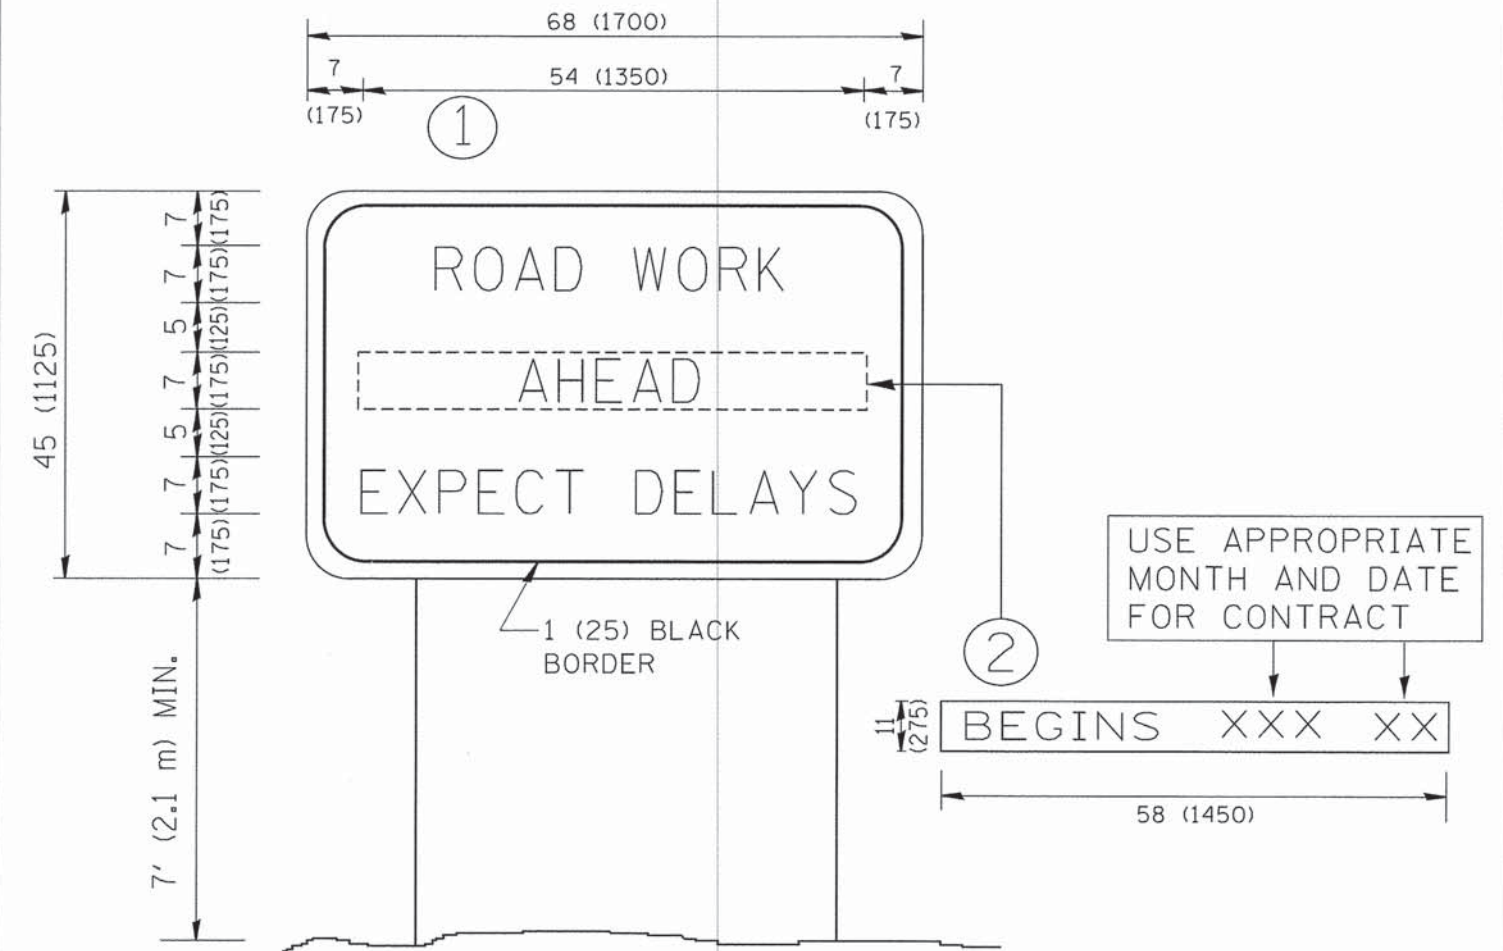 68 (1700)
7 54 (1350) 7
(175) (175)
1
45 (1125)
7 (175)
7 (175)
5 (125)
7 (175)
5 (125)
7 (175)
7 (175)
ROAD WORK
AHEAD
EXPECT DELAYS
1 (25) BLACK
BORDER
7' (2.1 m) MIN.
2
USE APPROPRIATE
MONTH AND DATE
FOR CONTRACT
11
(275)
BEGINS XXX XX
58 (1450)